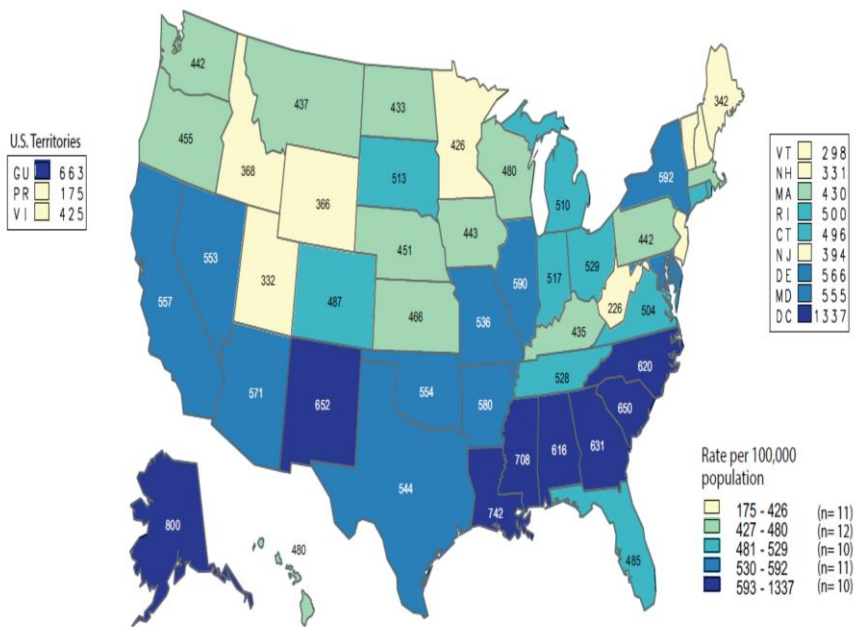 U.S. Territories
GU 663
PR 175
VI 425
442
437
433
426
342
455
368
366
513
480
510
592
553
332
487
451
443
590
517
529
442
226
504
557
466
536
435
571
652
554
580
528
620
650
544
742
708
616
631
485
800
480
VT 298
NH 331
MA 430
RI 500
CT 496
NJ 394
DE 566
MD 555
DC 1337
Rate per 100,000
population
175 - 426 (n= 11)
427 - 480 (n= 12)
481 - 529 (n= 10)
530 - 592 (n= 11)
593 - 1337 (n= 10)